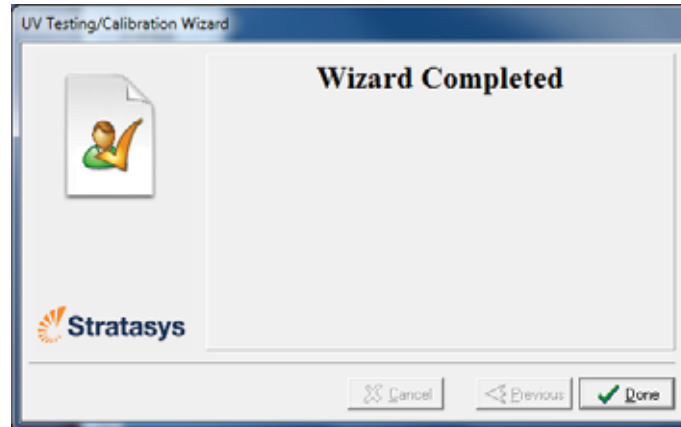 UV Testing/Calibration Wizard
Wizard Completed
Stratasys
Cancel
Previous
Done